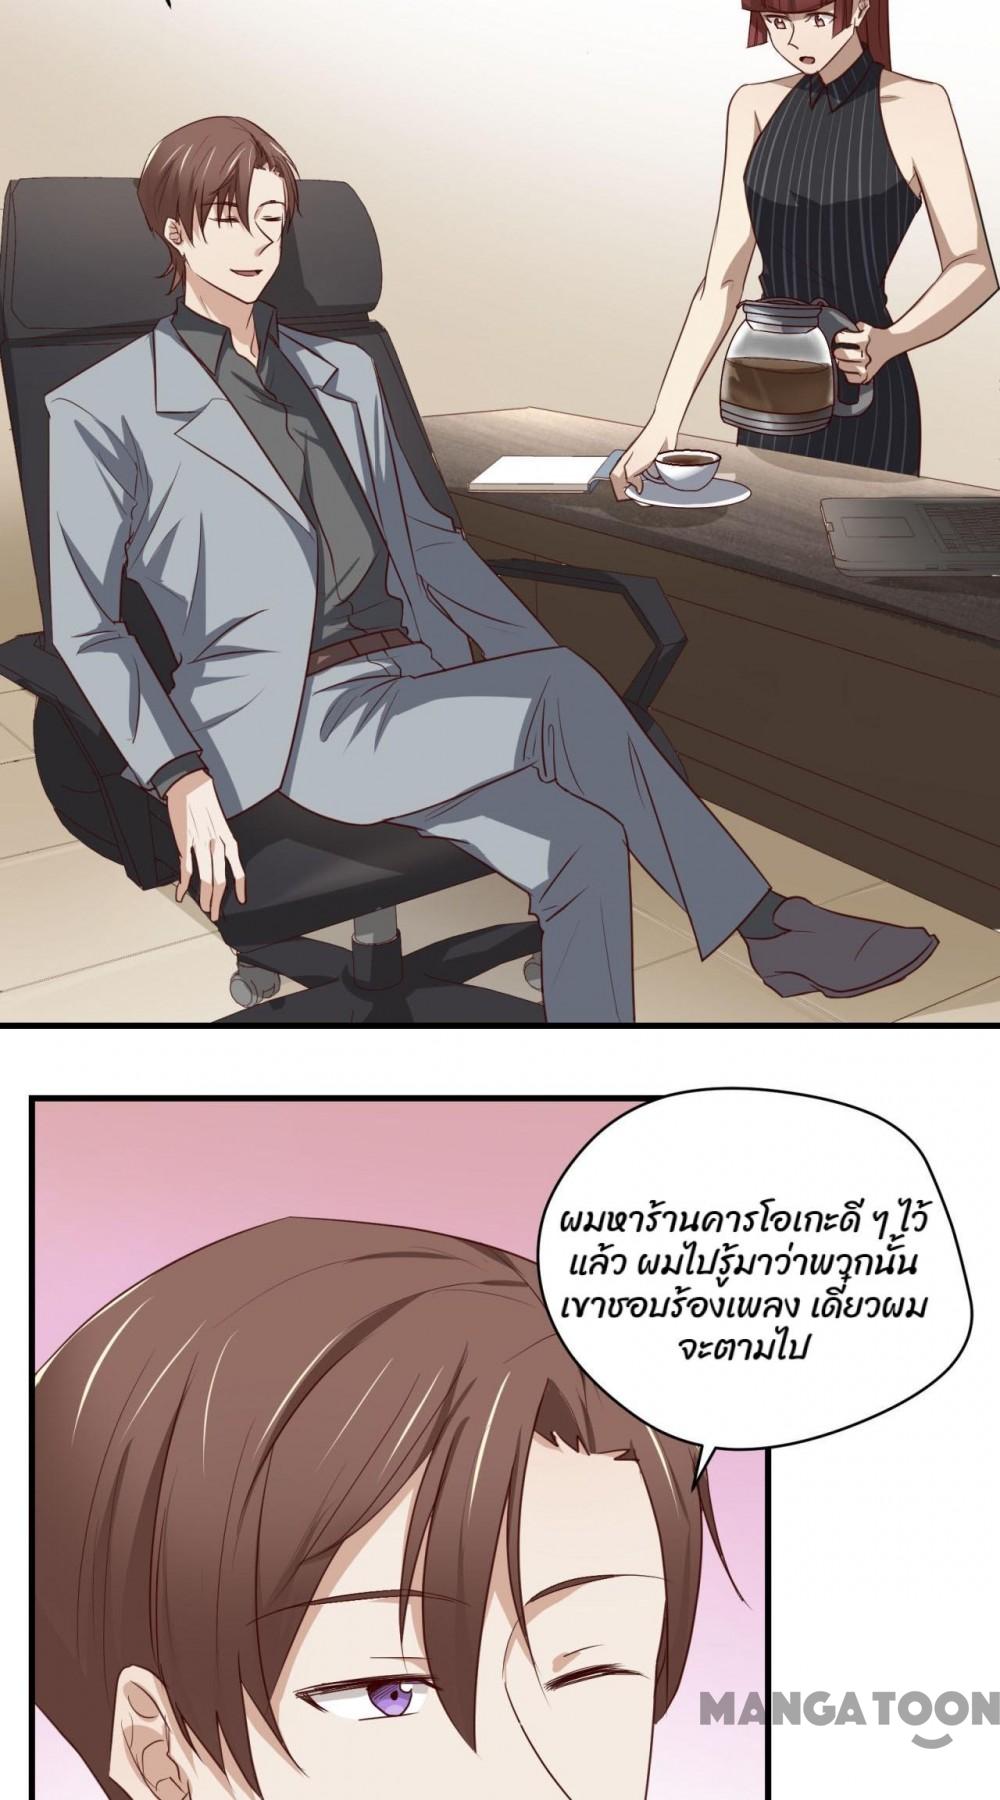 ผมหาร้านคาราโอเกะดี ๆ ไว้
แล้ว ผมไปรู้มาว่าพวกนั้น
เขาชอบร้องเพลง เดี๋ยวผม
จะตามไป
MANGA TOON